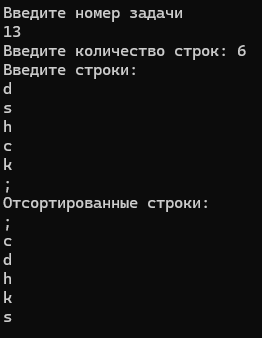 Введите номер задачи
13
Введите количество строк: 6
Введите строки:
d
s
h
c
k
;
Отсортированные строки:
;
c
d
h
k
s